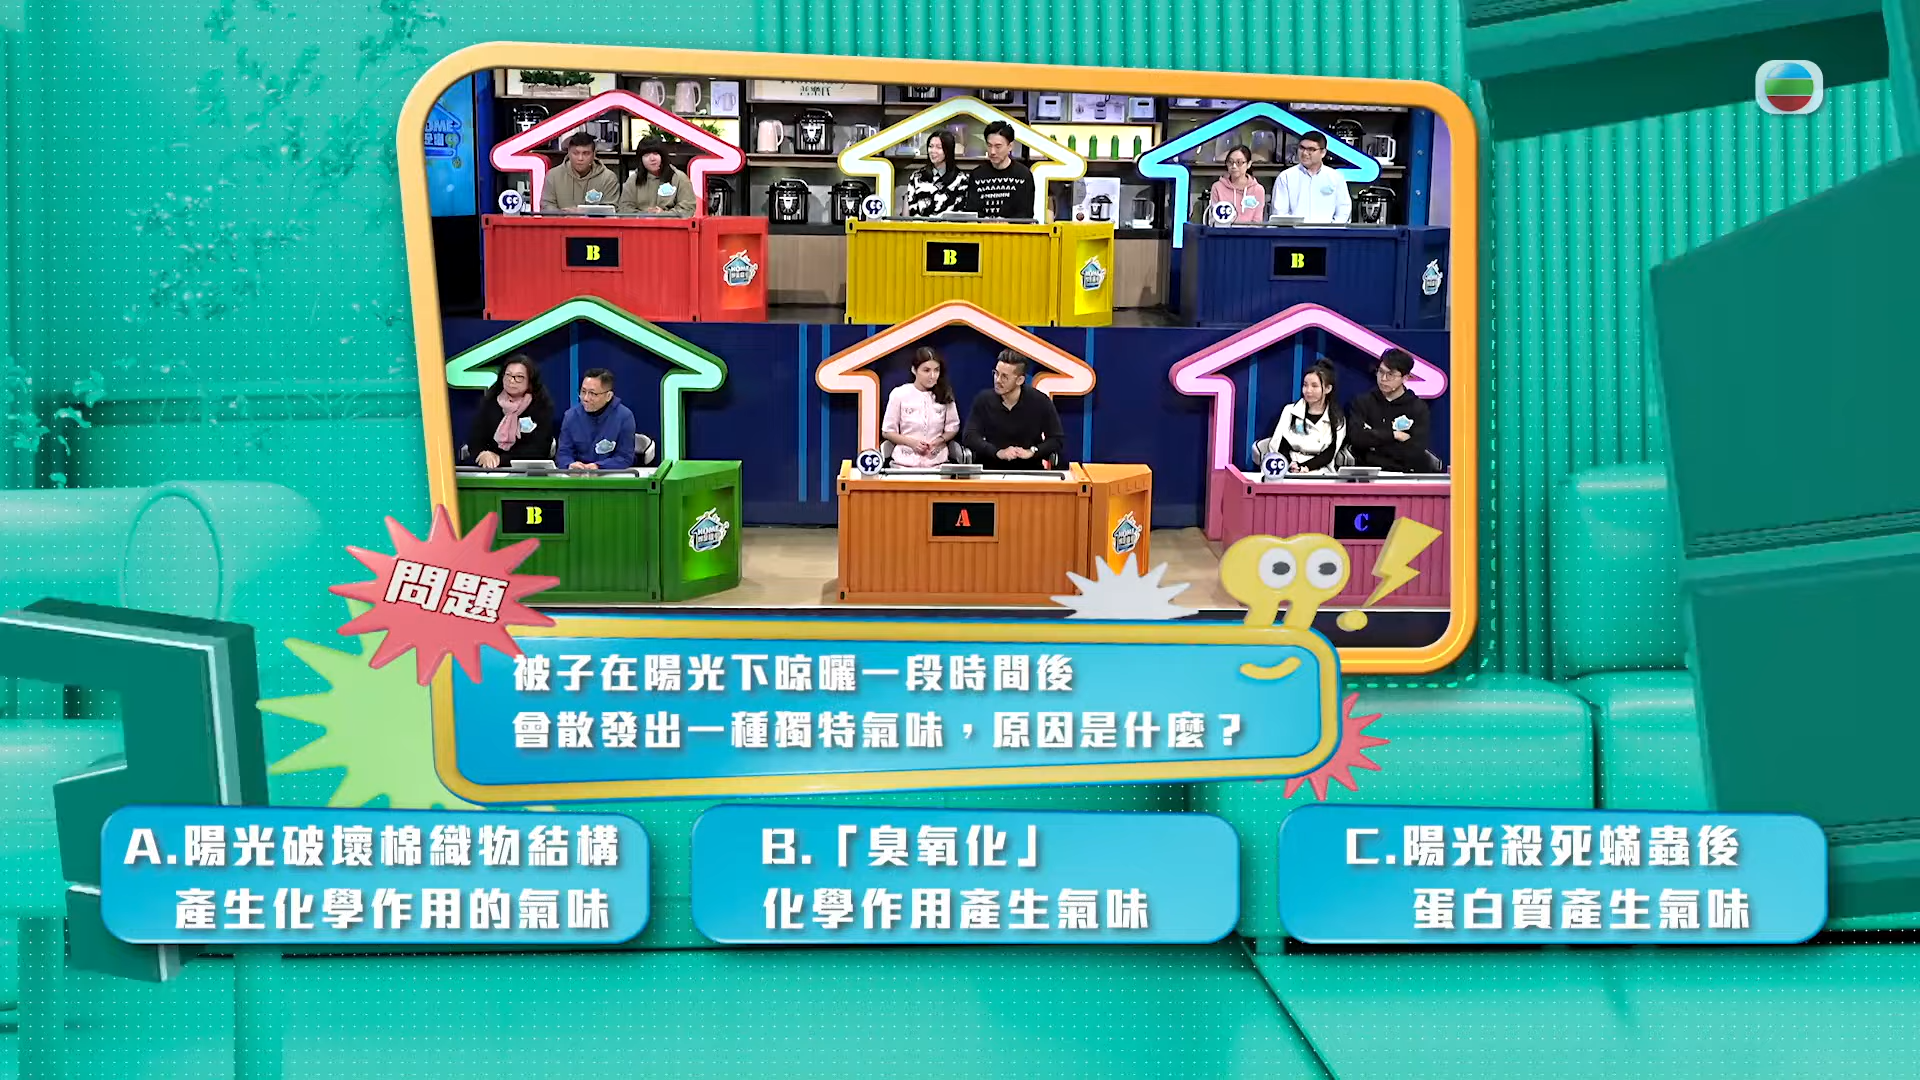 B
B
B
B
A
C
問題
被子在陽光下晾曬一段時間後
會散發出一種獨特氣味，原因是什麼？
A.陽光破壞棉織物結構
產生化學作用的氣味
B.「臭氧化」
化學作用產生氣味
C.陽光殺死蟎蟲後
蛋白質產生氣味